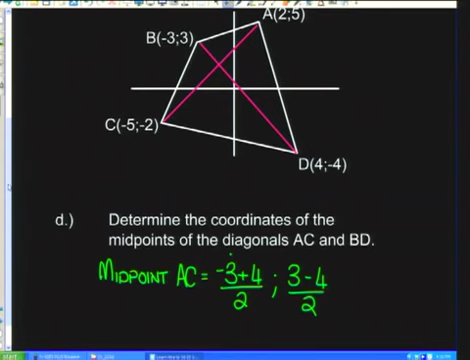 A(2;5)
B(-3;3)
C(-5;-2)
D(4;-4)
d.) Determine the coordinates of the
midpoints of the diagonals AC and BD.
MIDPOINT AC = -3+4/2 ; 3-4/2
start